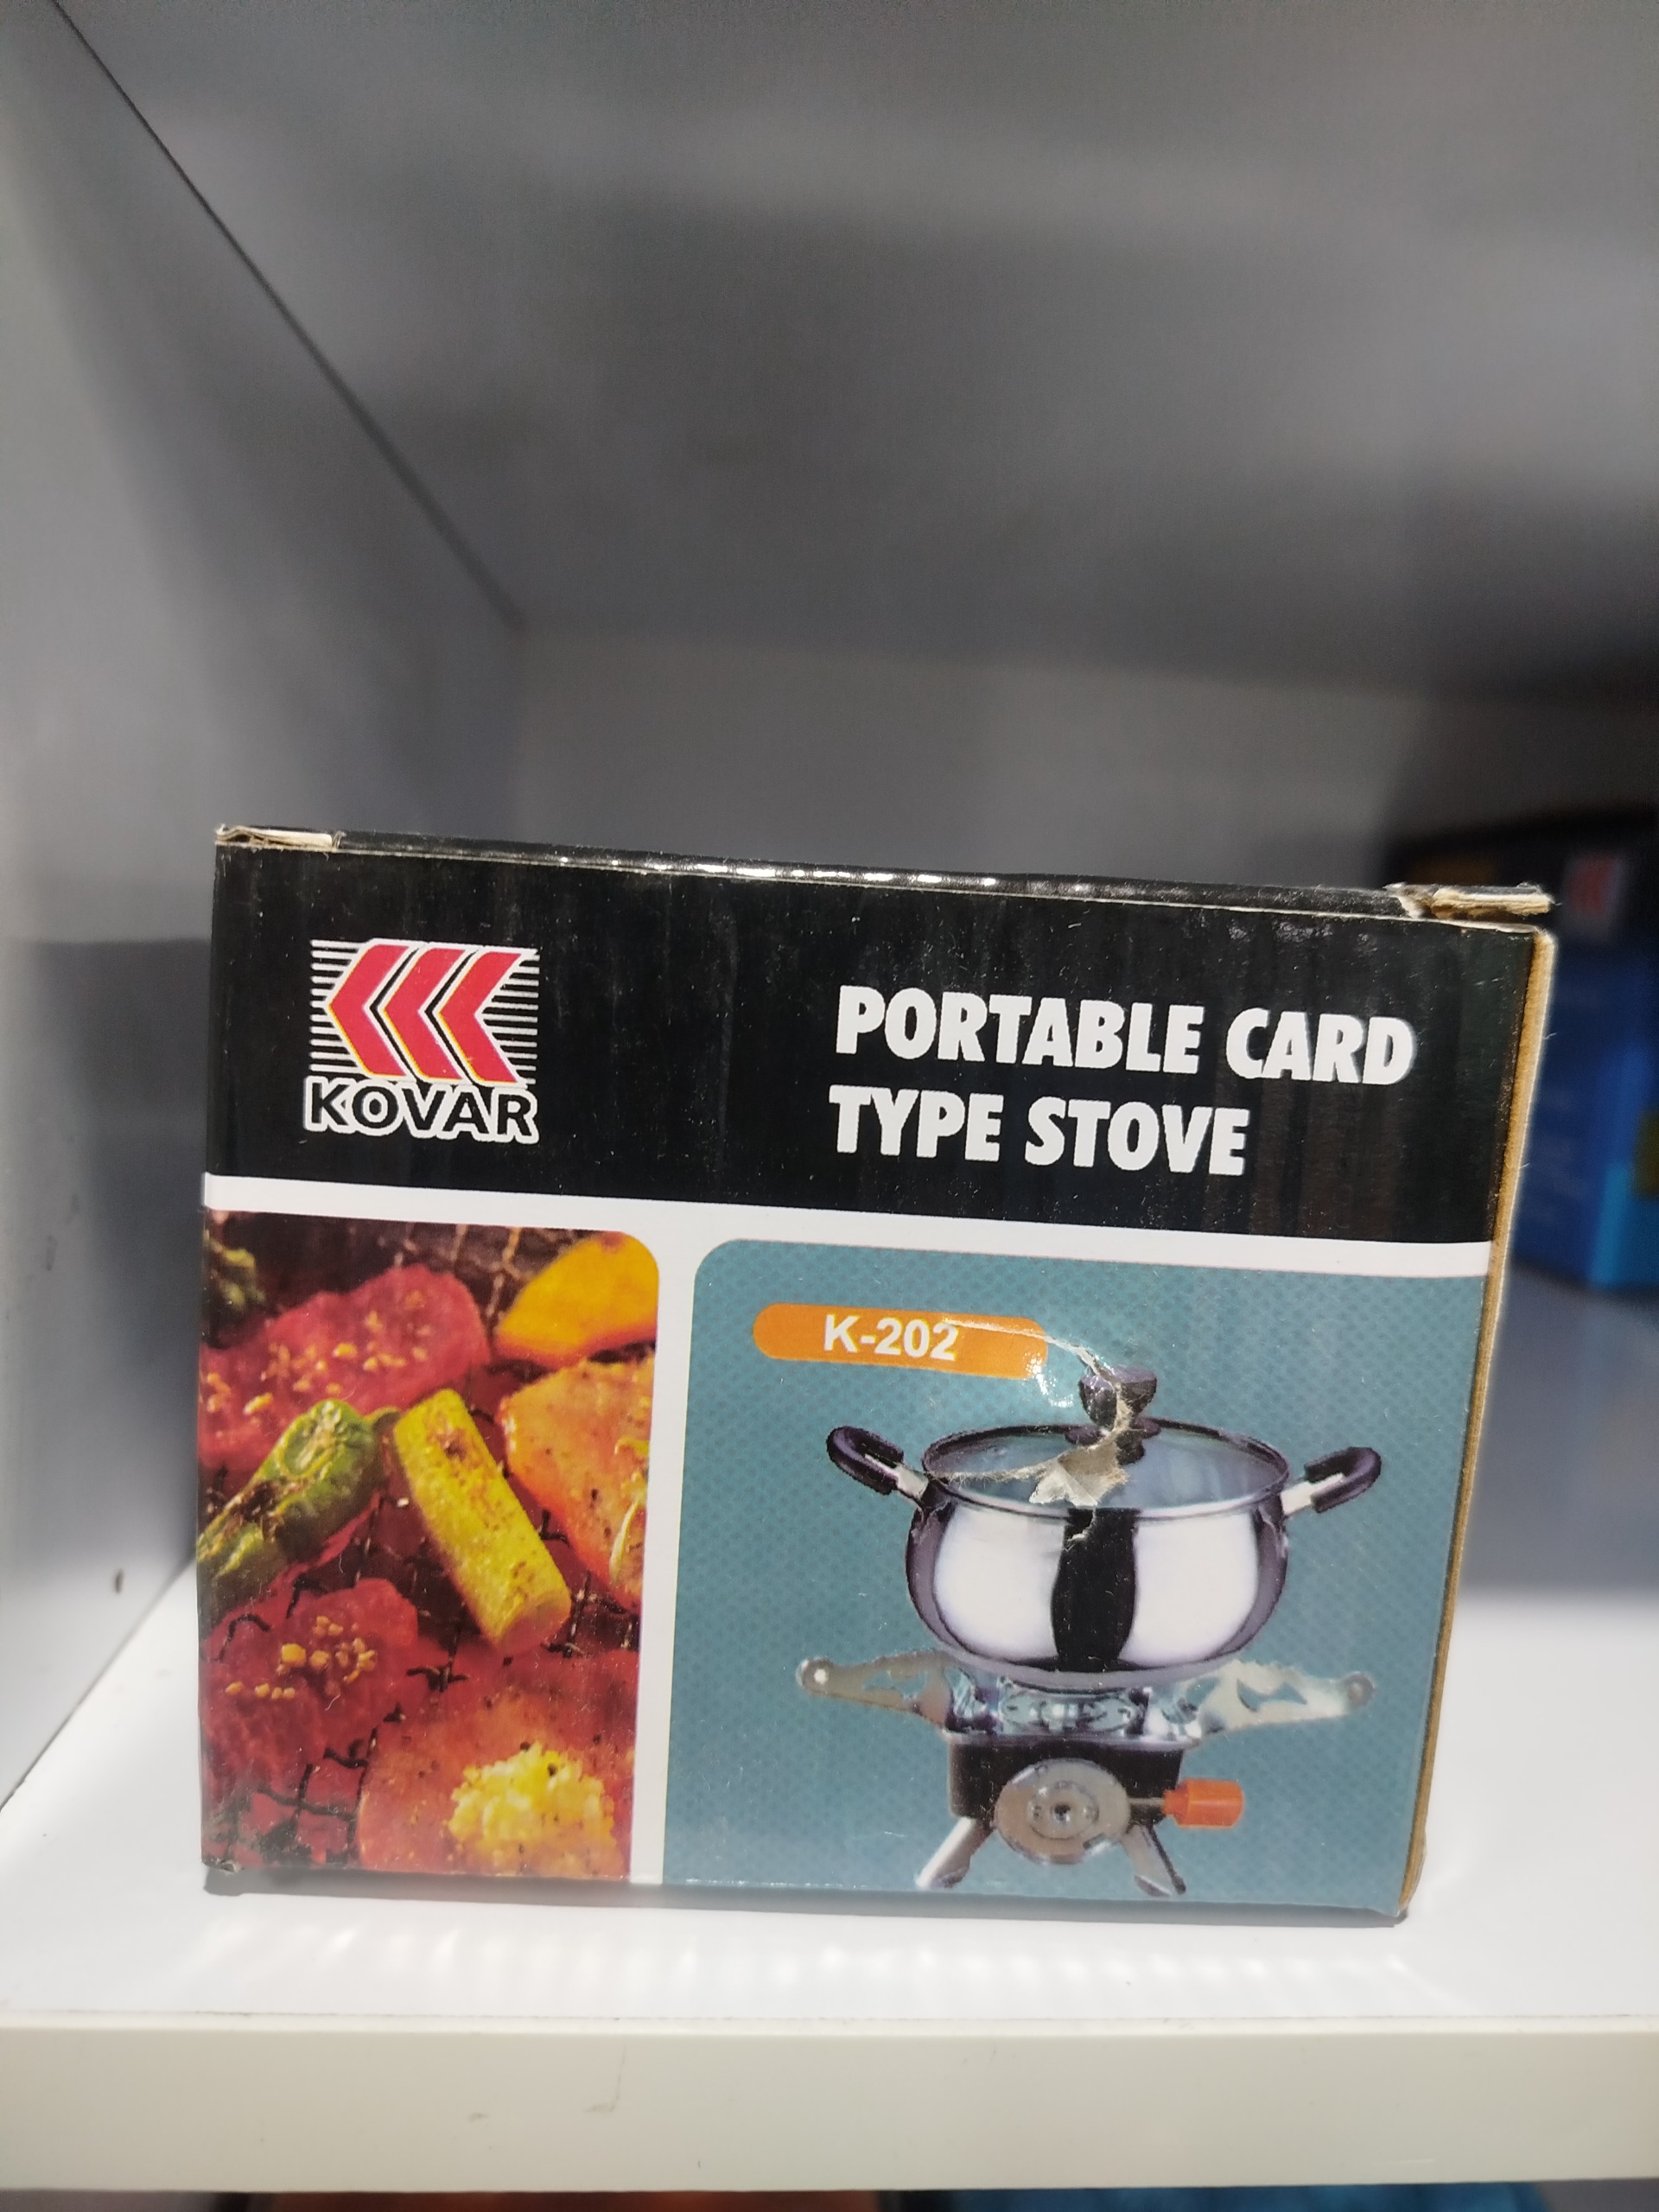 KOVAR
PORTABLE CARD
TYPE STOVE
K-202